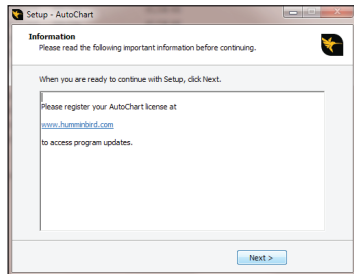 Setup - AutoChart
Information
Please read the following important information before continuing.
When you are ready to continue with Setup, click Next.
Please register your AutoChart license at
www.humminbird.com
to access program updates.
Next >